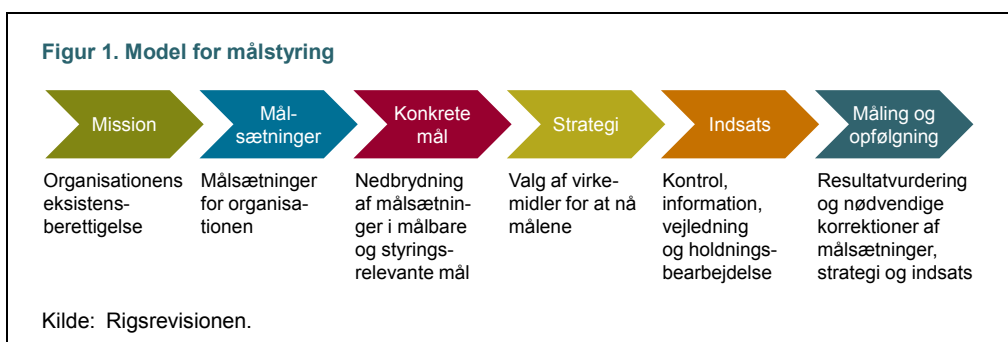 Figur 1. Model for målstyring
Mission
Mål-
sætninger
Konkrete
mål
Strategi
Indsats
Måling og
opfølgning
Organisationens
eksistens-
berettigelse
Målsætninger
for organisa-
tionen
Nedbrydning
af målsætnin-
ger i målbare
og styrings-
relevante mål
Valg af virke-
midler for at nå
målene
Kontrol,
information,
vejledning
og holdnings-
bearbejdelse
Resultatvurdering
og nødvendige
korrektioner af
målsætninger,
strategi og indsats
Kilde: Rigsrevisionen.